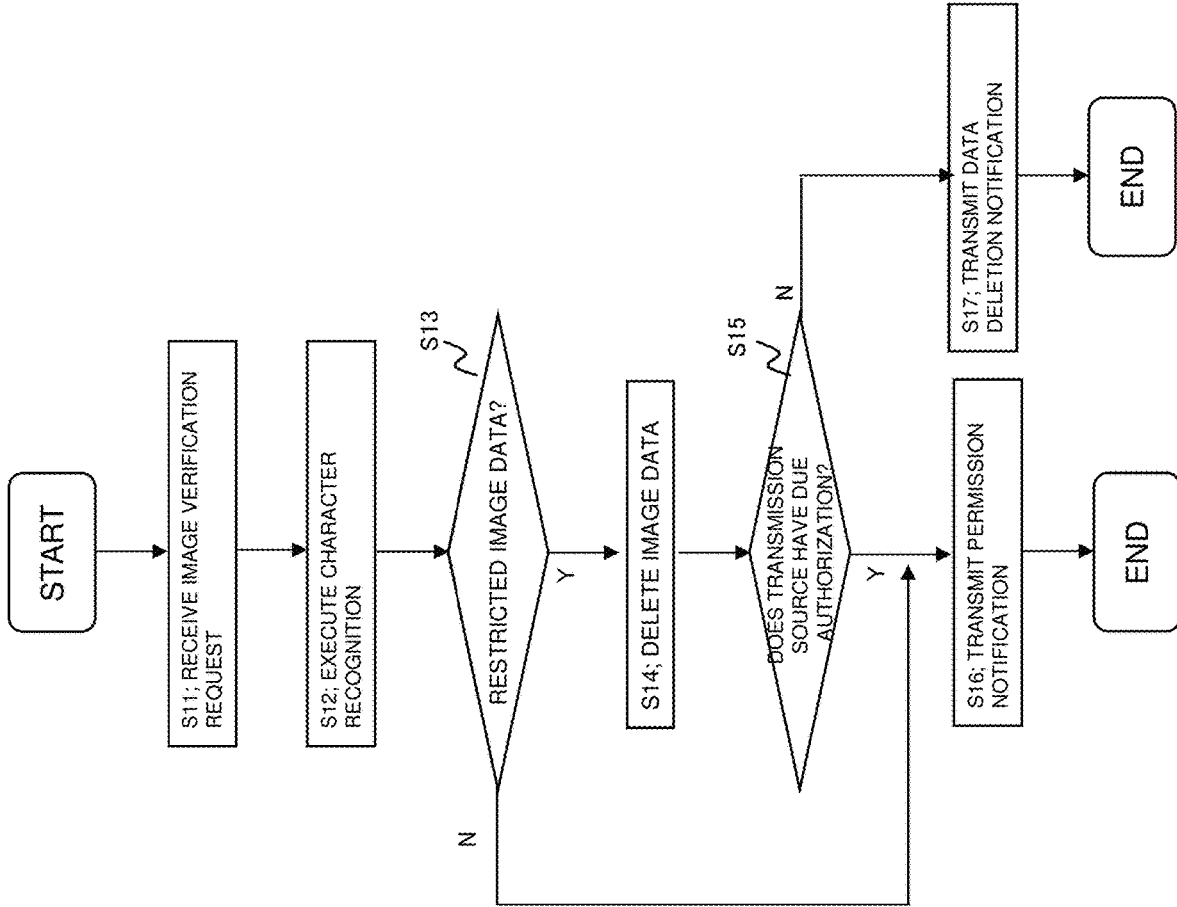 START
S11; RECEIVE IMAGE VERIFICATION
REQUEST
S12; EXECUTE CHARACTER
RECOGNITION
S13
RESTRICTED IMAGE DATA?
N
Y
S14; DELETE IMAGE DATA
S15
DOES TRANSMISSION
SOURCE HAVE DUE
AUTHORIZATION?
N
Y
S16; TRANSMIT PERMISSION
NOTIFICATION
S17; TRANSMIT DATA
DELETION NOTIFICATION
END
END